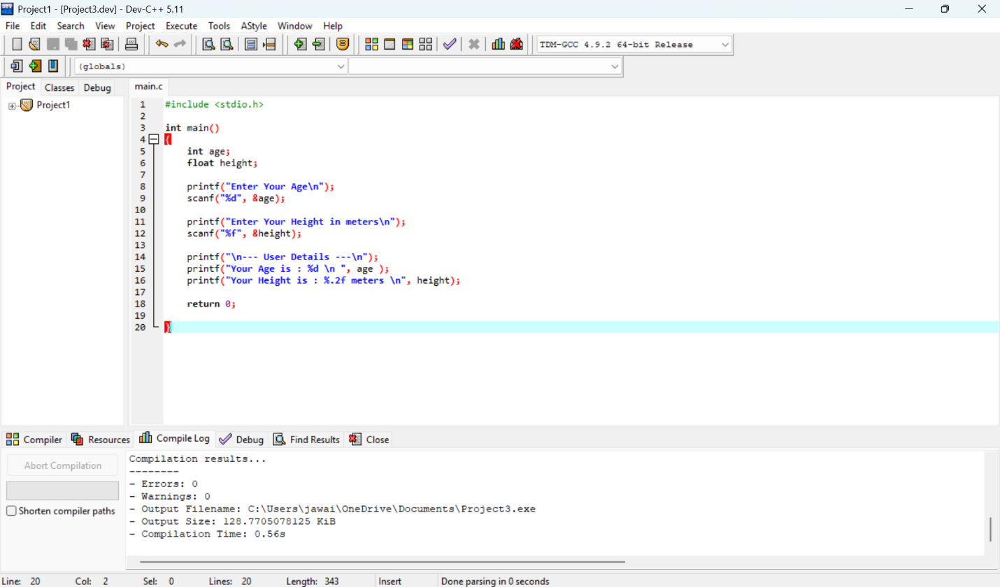 Project1 - [Project3.dev] - Dev-C++ 5.11
File Edit Search View Project Execute Tools AStyle Window Help
TDM-GCC 4.9.2 64-bit Release
(globals)
Project Classes Debug
main.c
Project1
1 #include <stdio.h>
2
3 int main()
4 {
5 int age;
6 float height;
7
8 printf("Enter Your Age\n");
9 scanf("%d", &age);
10
11 printf("Enter Your Height in meters\n");
12 scanf("%f", &height);
13
14 printf("\n--- User Details ---\n");
15 printf("Your Age is : %d \n ", age );
16 printf("Your Height is : %.2f meters \n", height);
17
18 return 0;
19
20 }
Compiler Resources Compile Log Debug Find Results Close
Abort Compilation
Shorten compiler paths
Compilation results...
--------
- Errors: 0
- Warnings: 0
- Output Filename: C:\Users\jawai\OneDrive\Documents\Project3.exe
- Output Size: 128.7705078125 KiB
- Compilation Time: 0.56s
Line: 20 Col: 2 Sel: 0 Lines: 20 Length: 343 Insert Done parsing in 0 seconds